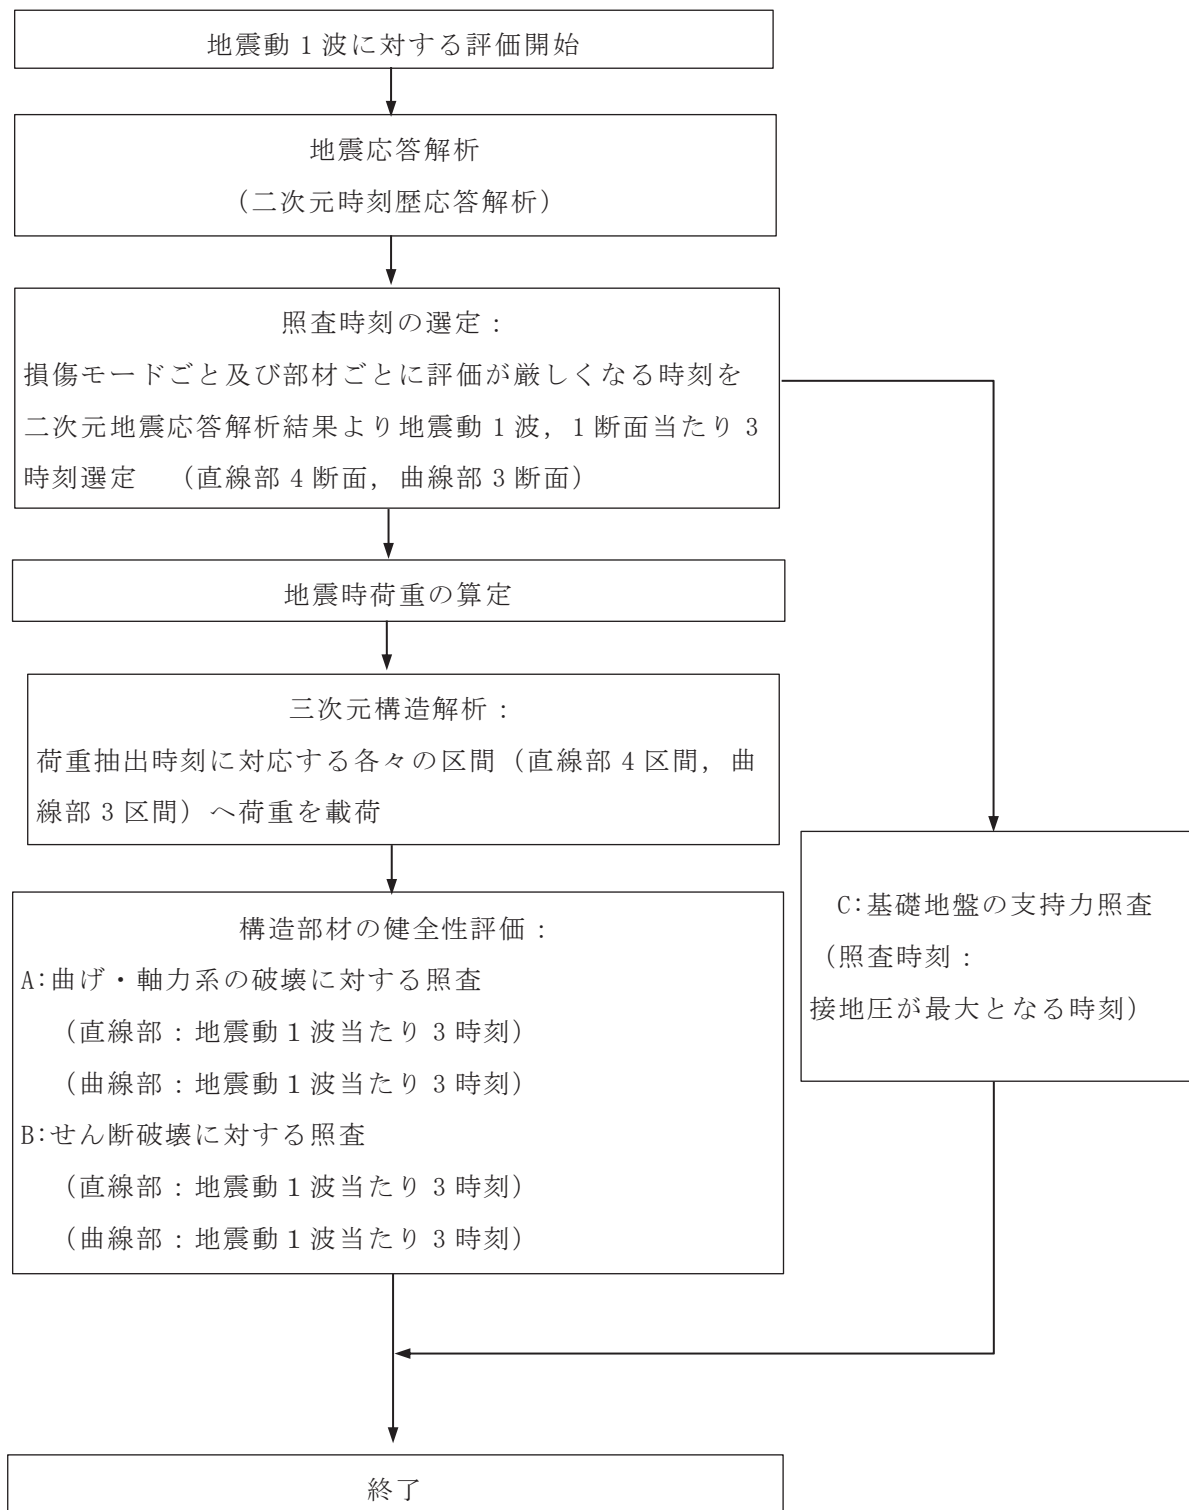 地震動１波に対する評価開始
地震応答解析
（二次元時刻歴応答解析）
照査時刻の選定：
損傷モードごと及び部材ごとに評価が厳しくなる時刻を
二次元地震応答解析結果より地震動１波，１断面当たり３
時刻選定　（直線部４断面，曲線部３断面）
地震時荷重の算定
三次元構造解析：
荷重抽出時刻に対応する各々の区間（直線部４区間，曲
線部３区間）へ荷重を載荷
構造部材の健全性評価：
A:曲げ・軸力系の破壊に対する照査
（直線部：地震動１波当たり３時刻）
（曲線部：地震動１波当たり３時刻）
B:せん断破壊に対する照査
（直線部：地震動１波当たり３時刻）
（曲線部：地震動１波当たり３時刻）
C:基礎地盤の支持力照査
（照査時刻：
接地圧が最大となる時刻）
終了